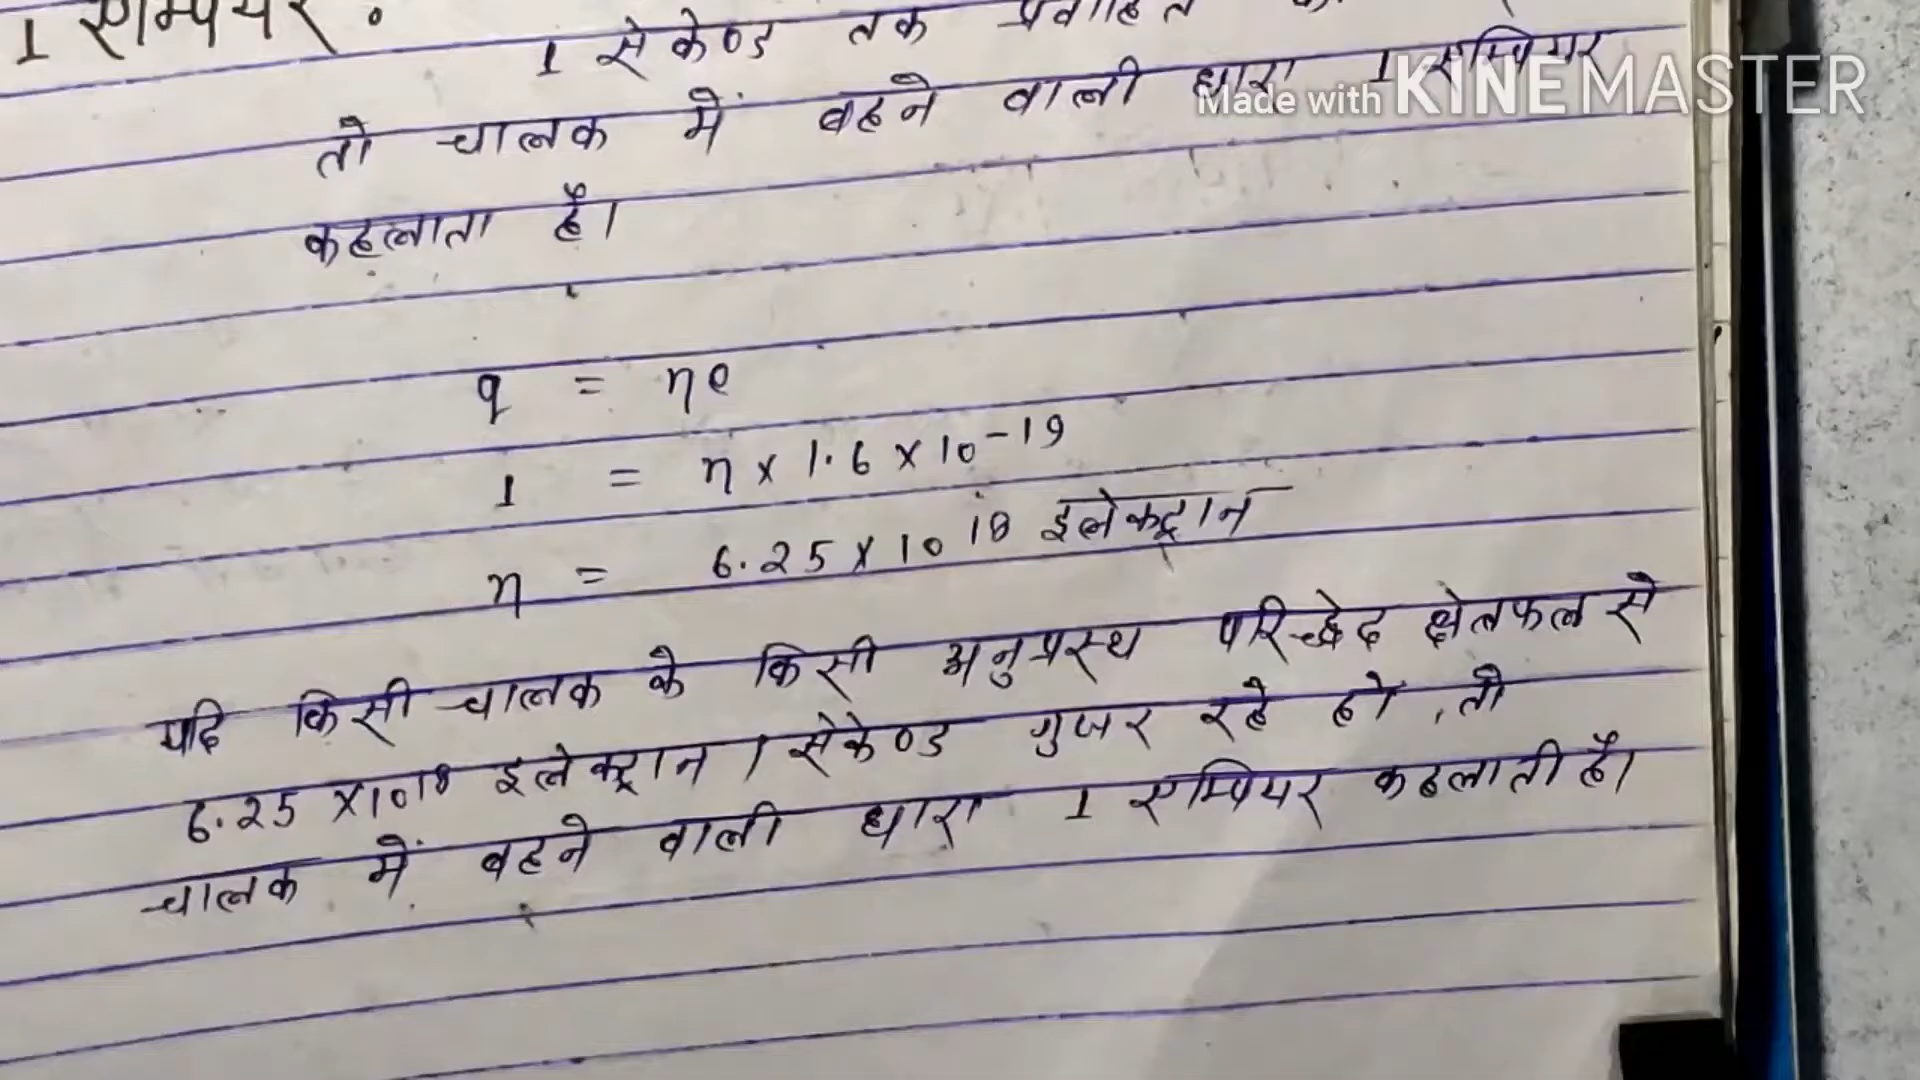 1 एम्पियर :
1 सेकेण्ड तक प्रवाहित
तो चालक में बहने वाली धारा 1 एम्पियर
Made with KINEMASTER
कहलाता है।
q = ne
1 = n x 1.6 x 10-19
n = 6.25 x 10 18 इलेक्ट्रान
यदि किसी चालक के किसी अनुप्रस्थ परिच्छेद क्षेत्रफल से
6.25 x 10 18 इलेक्ट्रान / सेकेण्ड गुजर रहे हो, तो
चालक में बहने वाली धारा 1 एम्पियर कहलाती है।